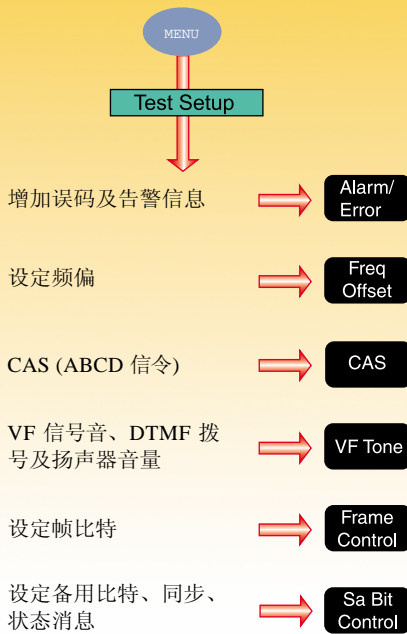 MENU
Test Setup
增加误码及告警信息
Alarm/
Error
设定频偏
Freq
Offset
CAS (ABCD 信令)
CAS
VF 信号音、DTMF 拨
号及扬声器音量
VF Tone
设定帧比特
Frame
Control
设定备用比特、同步、
状态消息
Sa Bit
Control